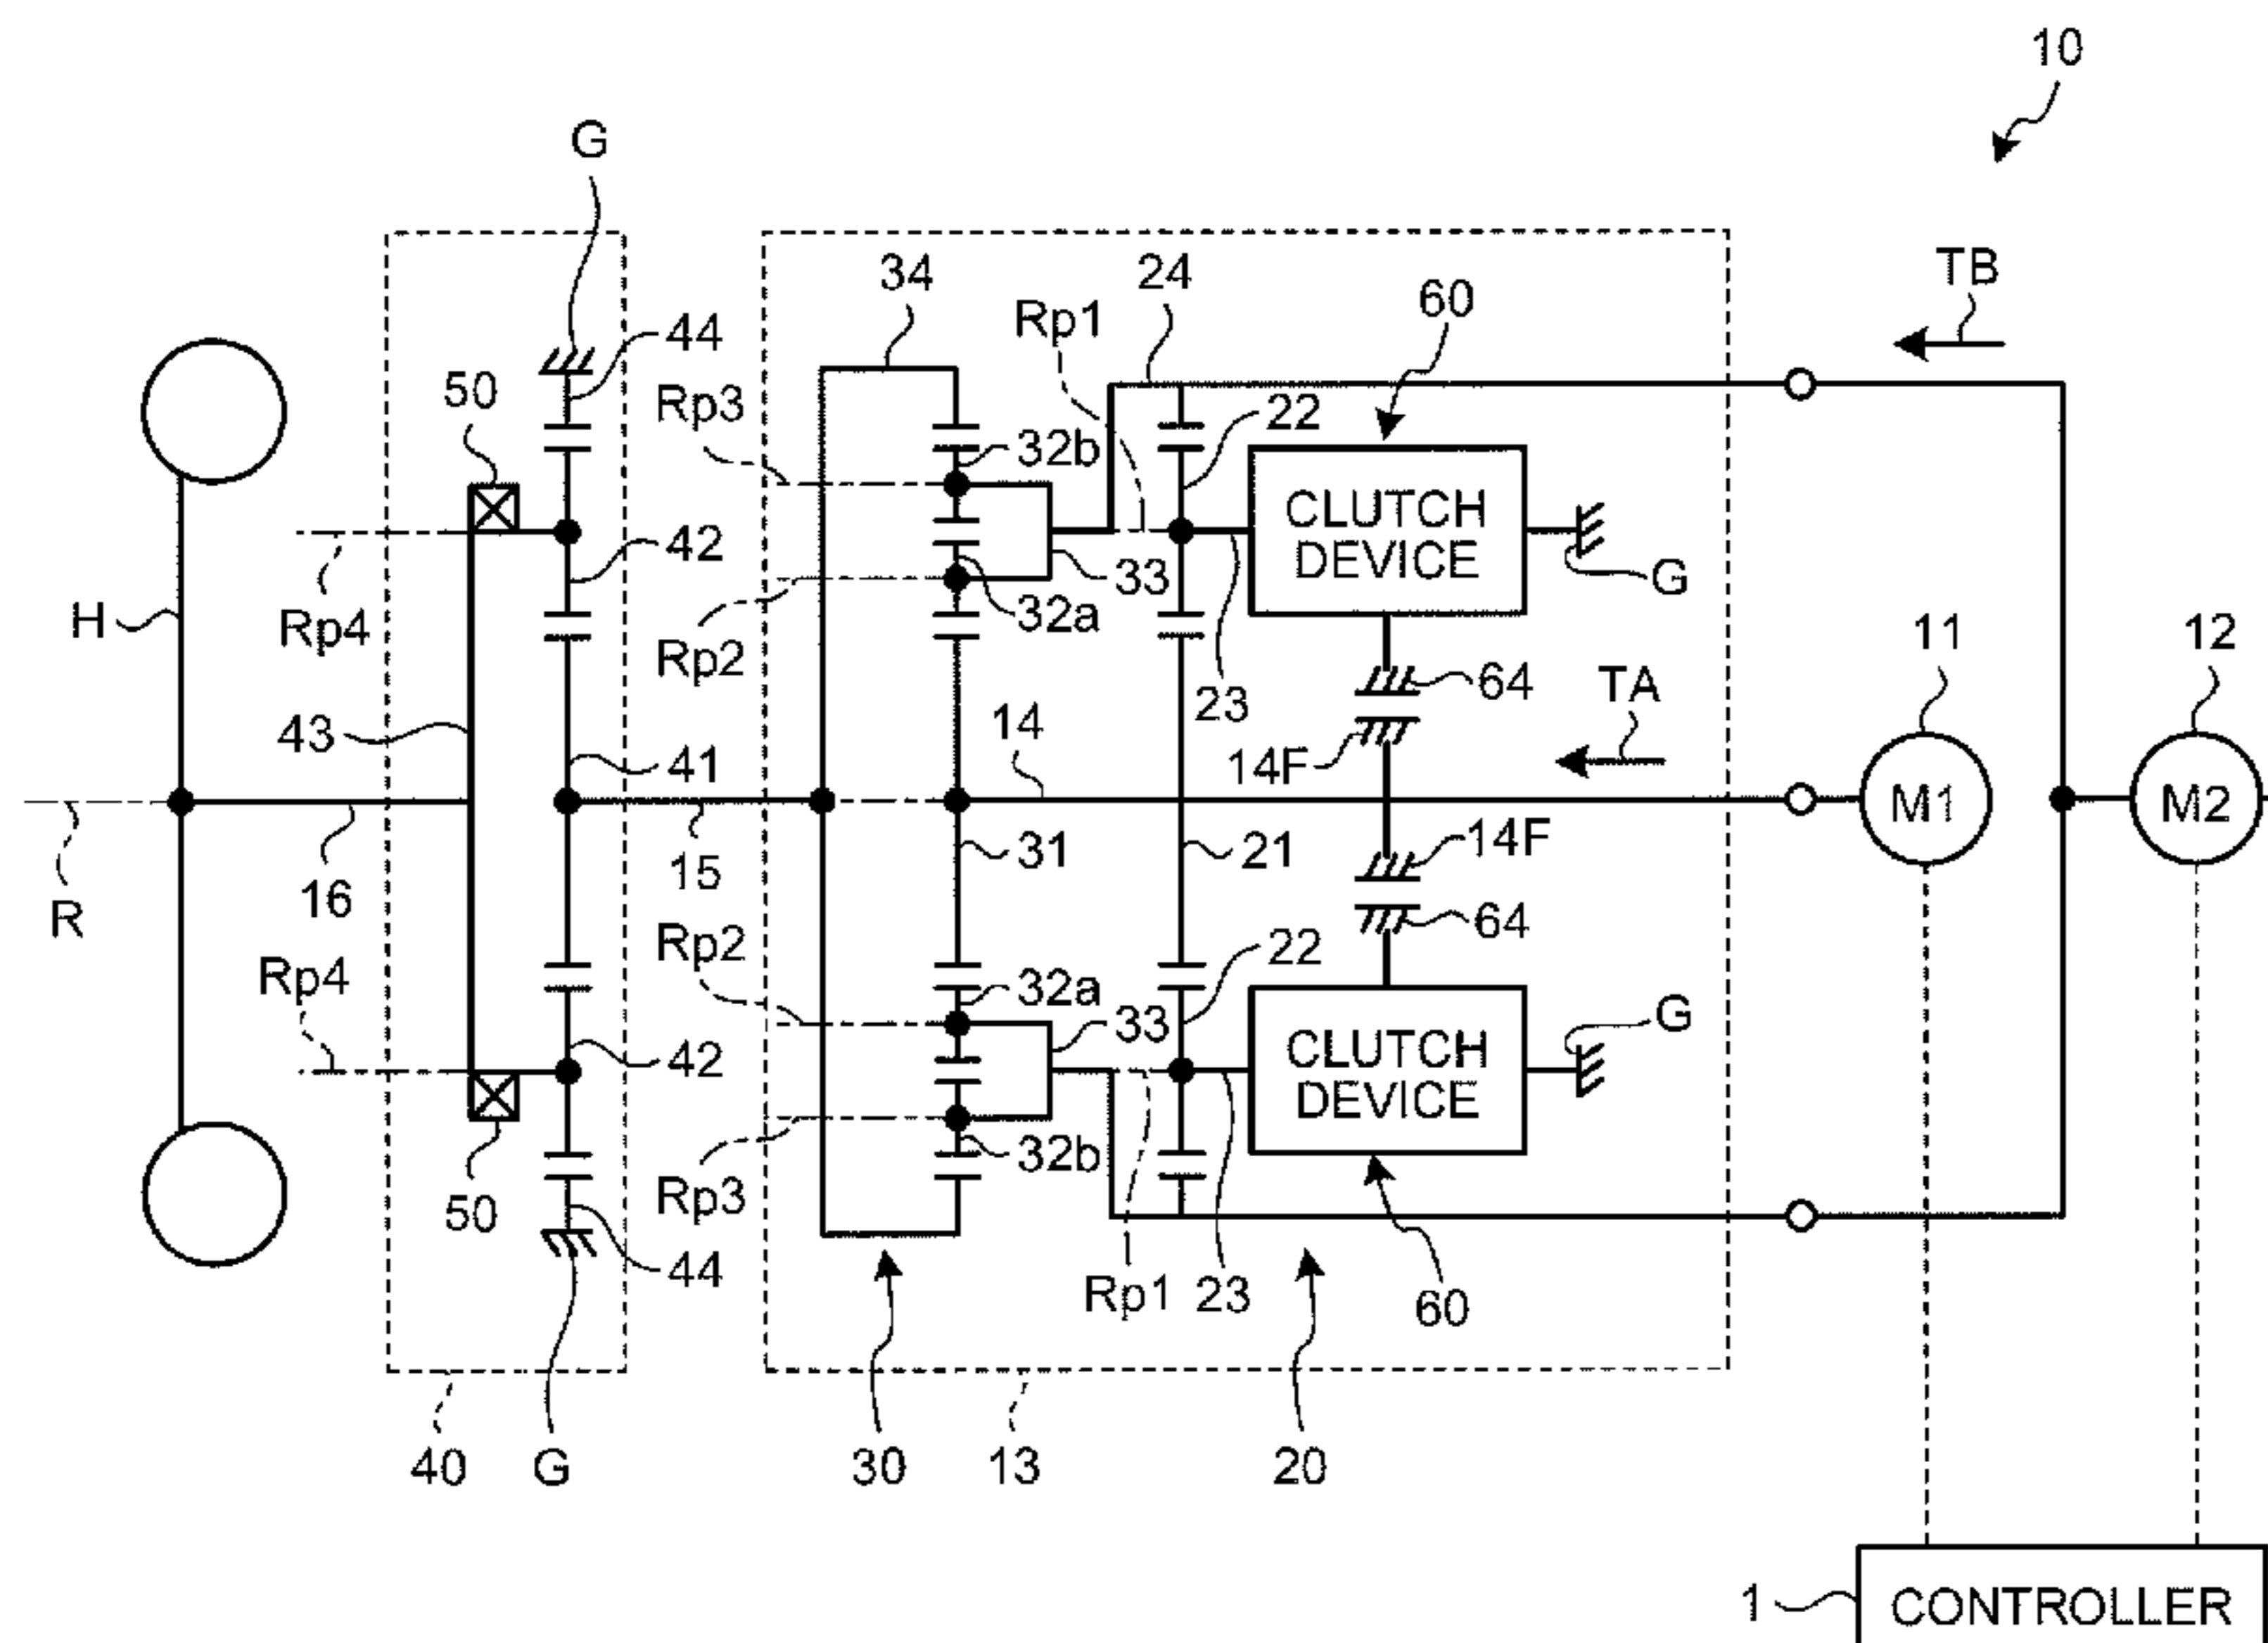 10
G
TB
34
24
60
Rp1
44
50
Rp3
22
32b
CLUTCH
DEVICE
42
33
G
H
Rp4
32a
11
12
Rp2
64
TA
23
43
14
14F
41
M1
M2
31
21
14F
R
16
15
64
Rp2
22
Rp4
32a
33
G
42
CLUTCH
DEVICE
32b
50
Rp3
44
Rp1
23
60
40
G
30
13
20
1
CONTROLLER